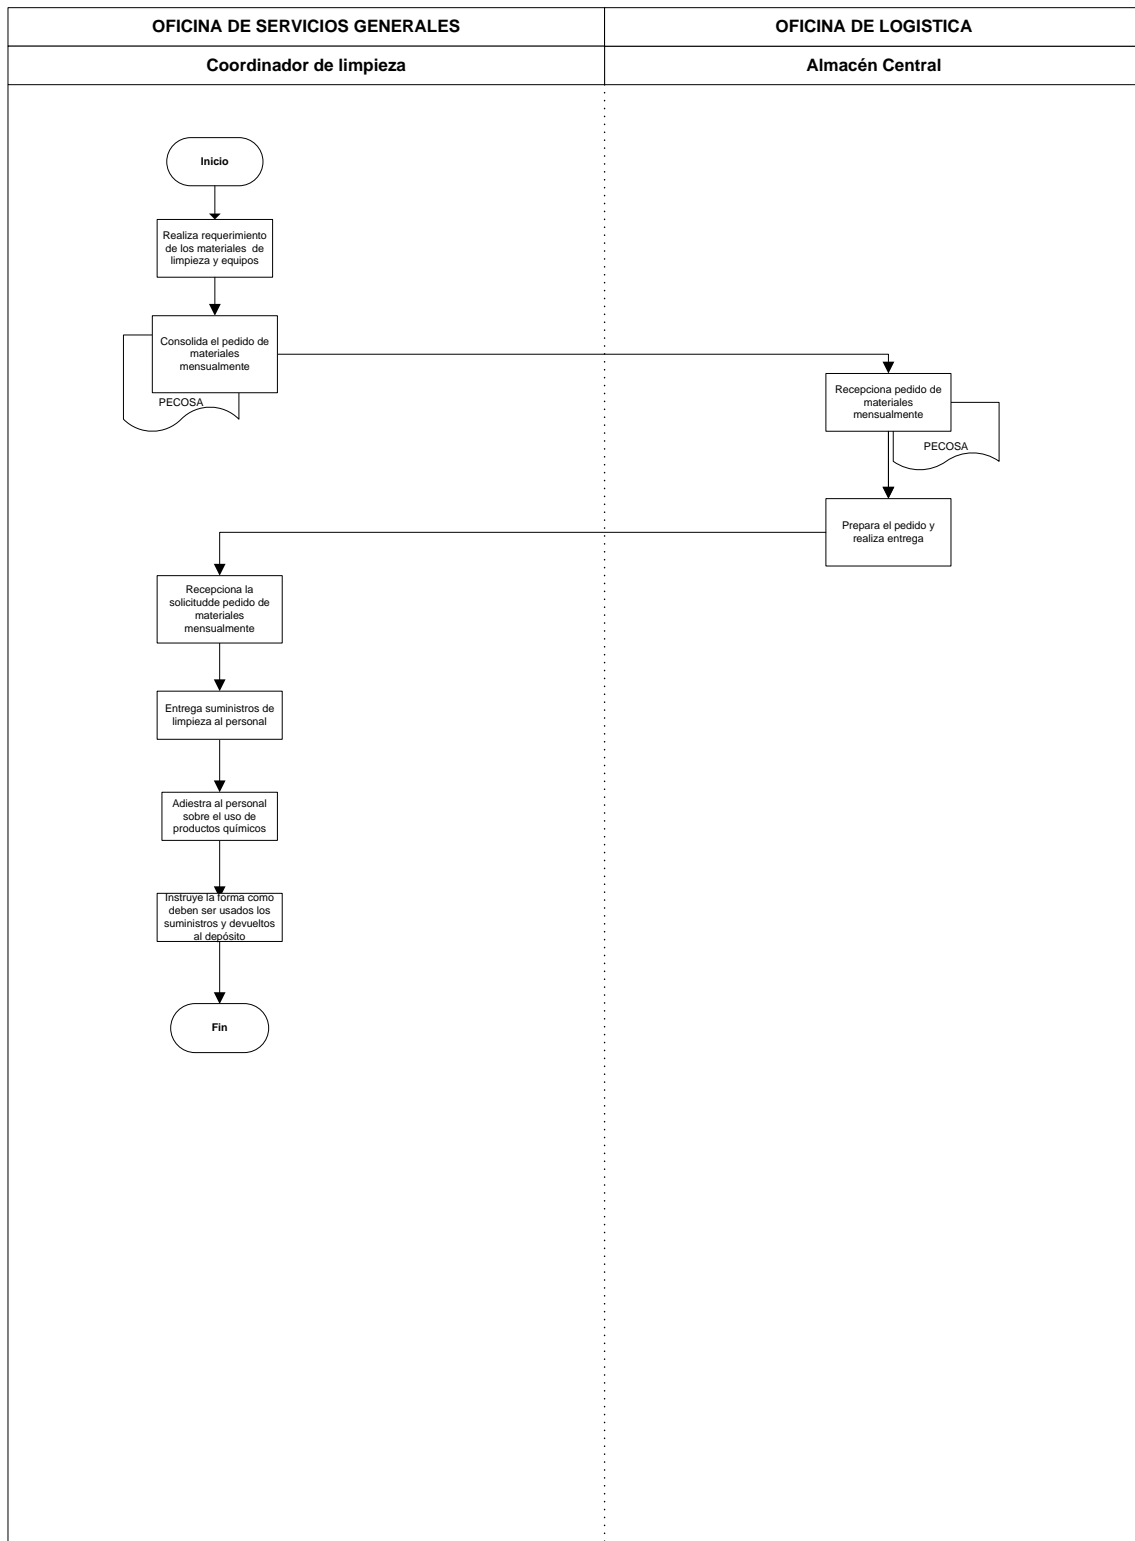 OFICINA DE SERVICIOS GENERALES
OFICINA DE LOGISTICA
Coordinador de limpieza
Almacén Central
Inicio
Realiza requerimiento
de los materiales de
limpieza y equipos
Consolida el pedido de
materiales
mensualmente
PECOSA
Recepciona pedido de
materiales
mensualmente
PECOSA
Prepara el pedido y
realiza entrega
Recepciona la
solicitudde pedido de
materiales
mensualmente
Entrega suministros de
limpieza al personal
Adiestra al personal
sobre el uso de
productos químicos
Instruye la forma como
deben ser usados los
suministros y devueltos
al depósito
Fin